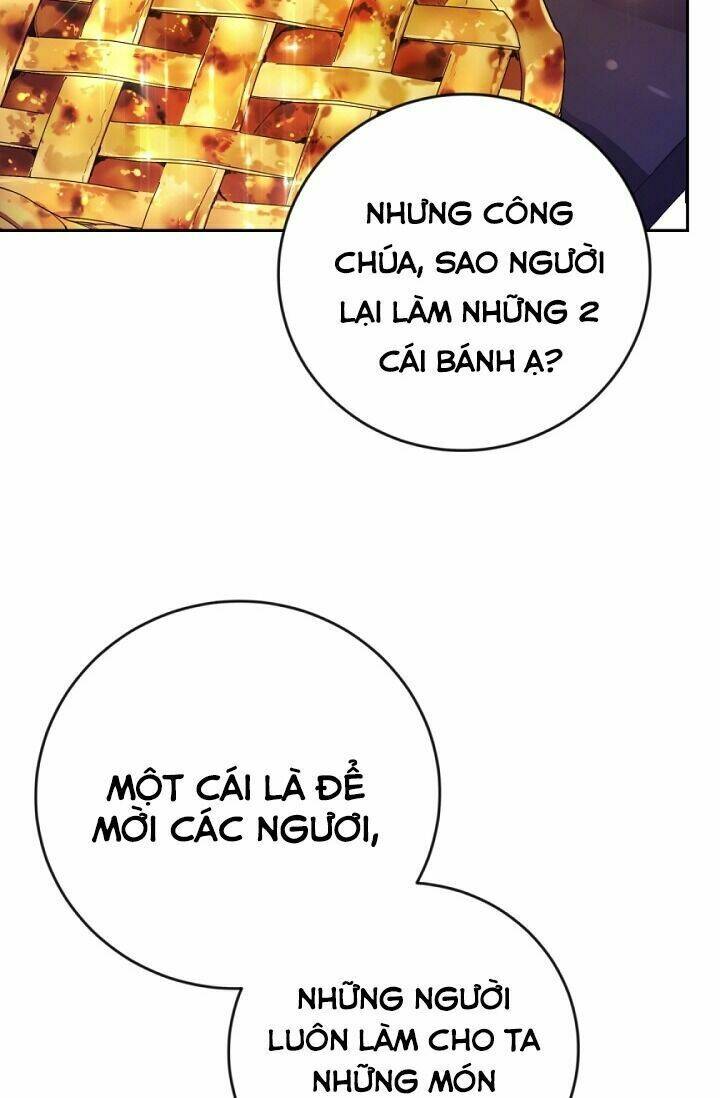 NHƯNG CÔNG
CHÚA, SAO NGƯỜI
LẠI LÀM NHỮNG 2
CÁI BÁNH Ạ?
MỘT CÁI LÀ ĐỂ
MỜI CÁC NGƯƠI,
NHỮNG NGƯỜI
LUÔN LÀM CHO TA
NHỮNG MÓN